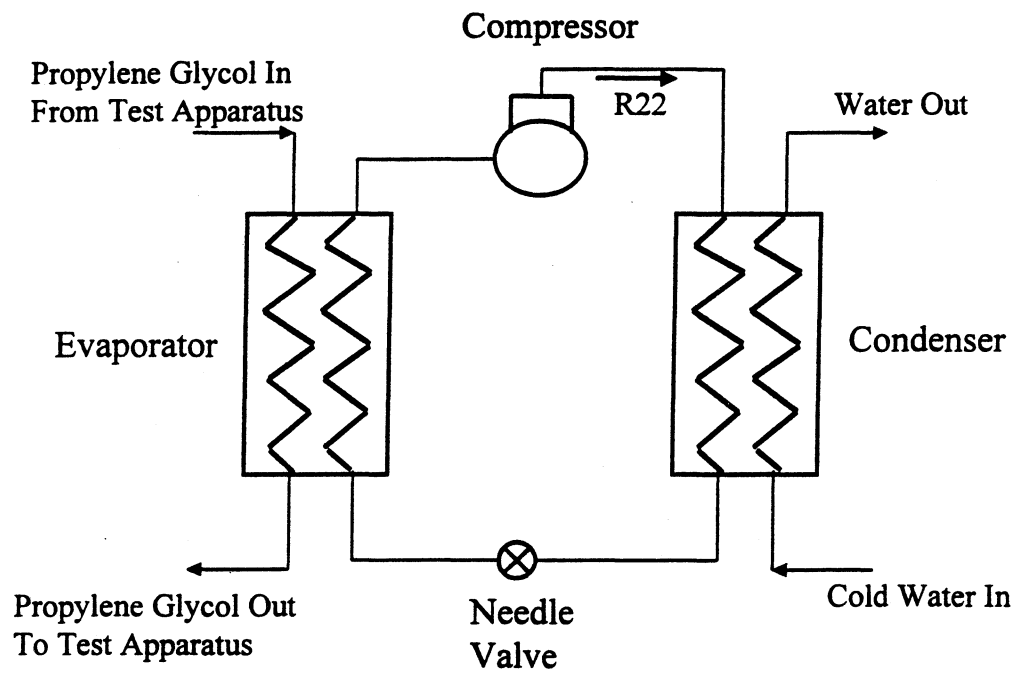 Compressor
Propylene Glycol In
From Test Apparatus
R22
Water Out
Evaporator
Condenser
Propylene Glycol Out
To Test Apparatus
Needle
Valve
Cold Water In